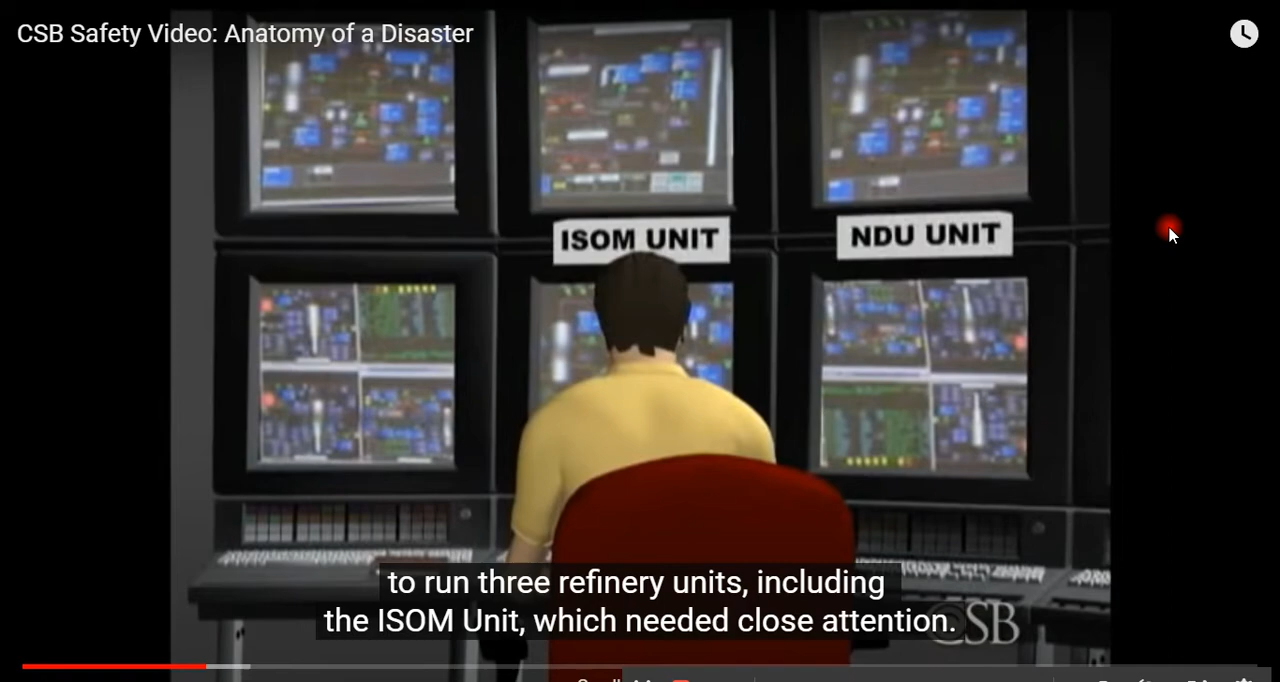 CSB Safety Video: Anatomy of a Disaster
ISOM UNIT
NDU UNIT
to run three refinery units, including
the ISOM Unit, which needed close attention.
CSB